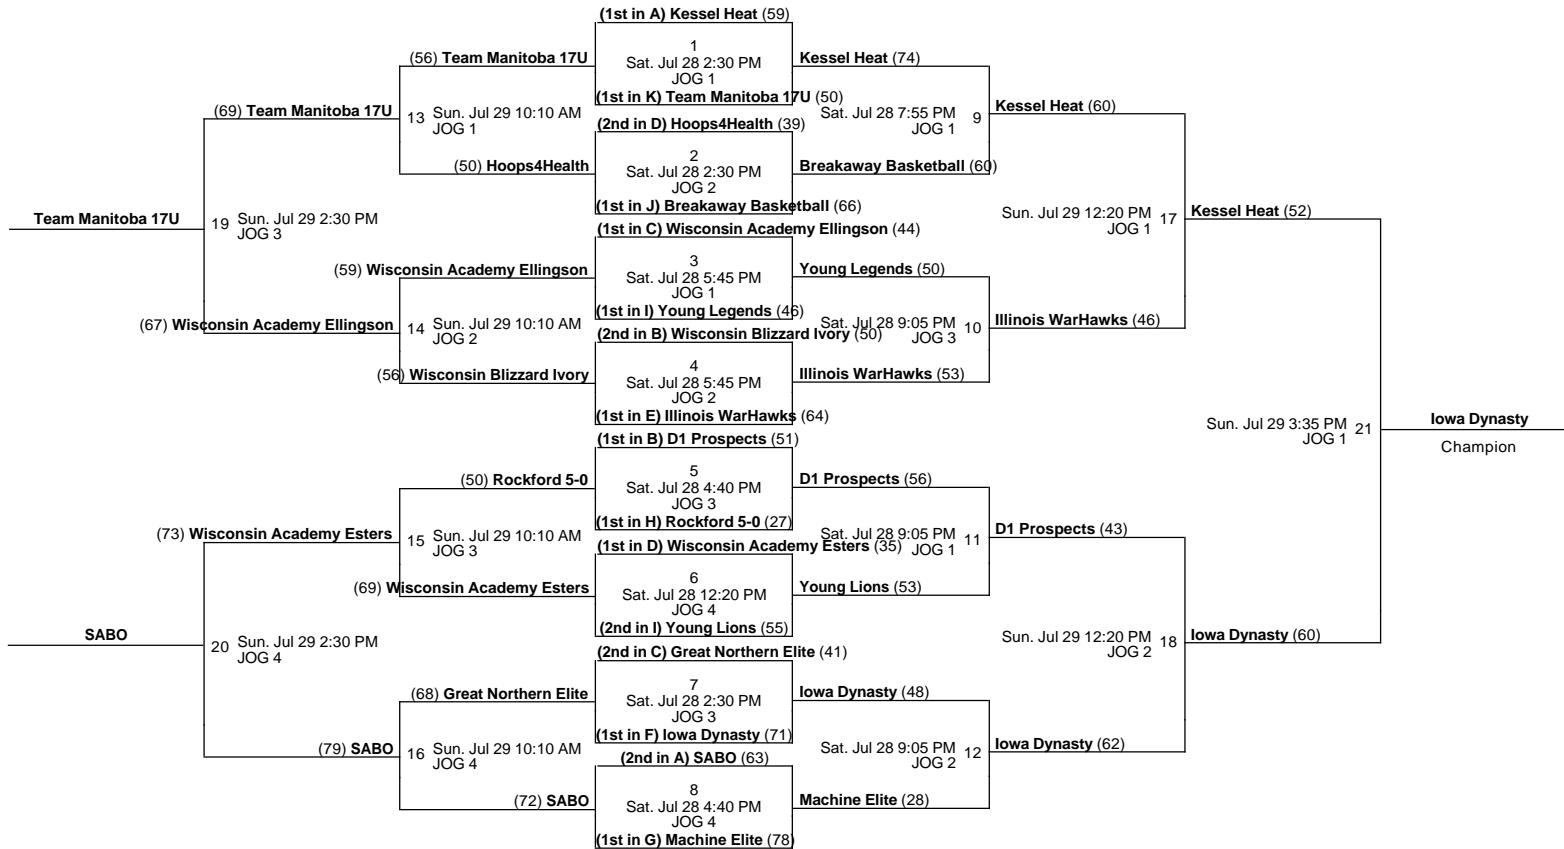 (1st in A) Kessel Heat (59)
1
Sat. Jul 28 2:30 PM
JOG 1
(1st in K) Team Manitoba 17U (50)
(2nd in D) Hoops4Health (39)
2
Sat. Jul 28 2:30 PM
JOG 2
(1st in J) Breakaway Basketball (66)
(1st in C) Wisconsin Academy Ellingson (44)
3
Sat. Jul 28 5:45 PM
JOG 1
(1st in I) Young Legends (46)
(2nd in B) Wisconsin Blizzard Ivory (50)
4
Sat. Jul 28 5:45 PM
JOG 2
(1st in E) Illinois WarHawks (64)
(1st in B) D1 Prospects (51)
5
Sat. Jul 28 4:40 PM
JOG 3
(1st in H) Rockford 5-0 (27)
(1st in D) Wisconsin Academy Esters (35)
6
Sat. Jul 28 12:20 PM
JOG 4
(2nd in I) Young Lions (55)
(2nd in C) Great Northern Elite (41)
7
Sat. Jul 28 2:30 PM
JOG 3
(1st in F) Iowa Dynasty (71)
(2nd in A) SABO (63)
8
Sat. Jul 28 4:40 PM
JOG 4
(1st in G) Machine Elite (78)
Kessel Heat (74)
Sat. Jul 28 7:55 PM 9
JOG 1
Breakaway Basketball (60)
Young Legends (50)
Sat. Jul 28 9:05 PM 10
JOG 3
Illinois WarHawks (53)
D1 Prospects (56)
Sat. Jul 28 9:05 PM 11
JOG 1
Young Lions (53)
Iowa Dynasty (48)
Sat. Jul 28 9:05 PM 12
JOG 2
Machine Elite (28)
Kessel Heat (60)
Sun. Jul 29 12:20 PM 17
JOG 1
Illinois WarHawks (46)
D1 Prospects (43)
Sun. Jul 29 12:20 PM 18
JOG 2
Iowa Dynasty (62)
Kessel Heat (52)
Sun. Jul 29 3:35 PM 21
JOG 1
Iowa Dynasty (60)
Iowa Dynasty
Champion
(56) Team Manitoba 17U
13 Sun. Jul 29 10:10 AM
JOG 1
(50) Hoops4Health
(59) Wisconsin Academy Ellingson
14 Sun. Jul 29 10:10 AM
JOG 2
(56) Wisconsin Blizzard Ivory
(50) Rockford 5-0
15 Sun. Jul 29 10:10 AM
JOG 3
(69) Wisconsin Academy Esters
(68) Great Northern Elite
16 Sun. Jul 29 10:10 AM
JOG 4
(72) SABO
(69) Team Manitoba 17U
19 Sun. Jul 29 2:30 PM
JOG 3
(67) Wisconsin Academy Ellingson
(73) Wisconsin Academy Esters
20 Sun. Jul 29 2:30 PM
JOG 4
(79) SABO
Team Manitoba 17U
SABO